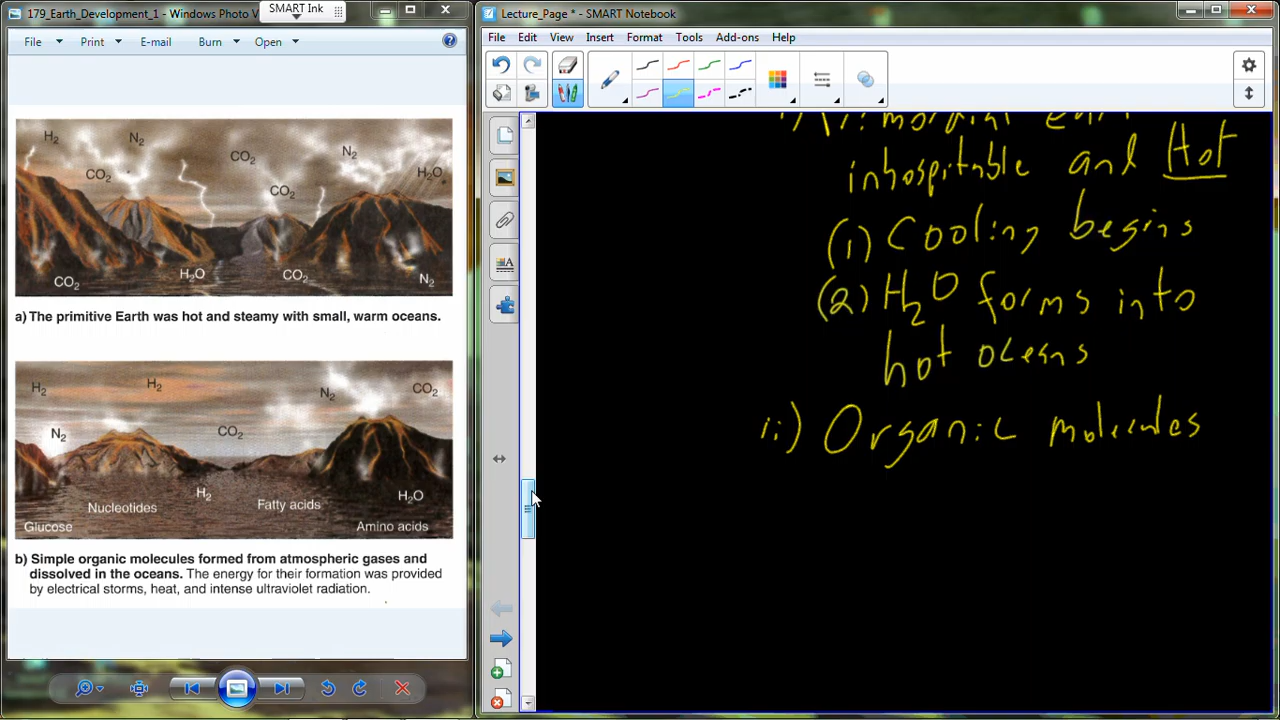 179_Earth_Development_1 - Windows Photo V
SMART Ink
File Print E-mail Burn Open
H₂
N₂
CO₂
N₂
CO₂
CO₂
H₂O
CO₂
H₂O
CO₂
N₂
a) The primitive Earth was hot and steamy with small, warm oceans.
H₂
H₂
N₂
CO₂
N₂
CO₂
H₂
H₂O
Nucleotides
Fatty acids
Glucose
Amino acids
b) Simple organic molecules formed from atmospheric gases and
dissolved in the oceans. The energy for their formation was provided
by electrical storms, heat, and intense ultraviolet radiation.
Lecture_Page * - SMART Notebook
File Edit View Insert Format Tools Add-ons Help
inhospitable and Hot
(1) Cooling begins
(2) H₂O forms into
hot oceans
ii) Organic molecules